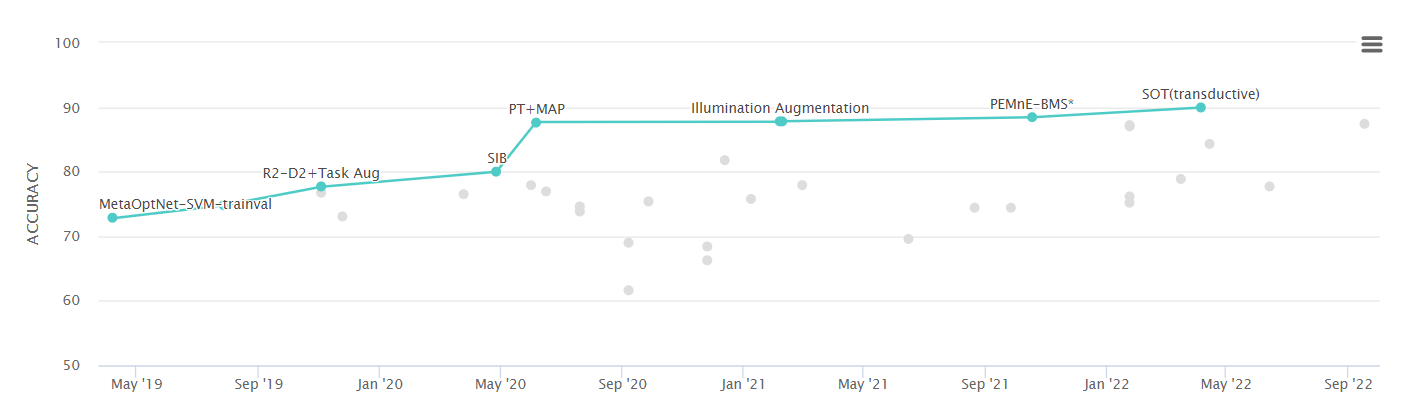 100
90
80
70
60
50
ACCURACY
MetaOptNet-SVM-trainval
R2-D2+Task Aug
SIB
PT+MAP
Illumination Augmentation
PEMnE-BMS*
SOT(transductive)
May '19
Sep '19
Jan '20
May '20
Sep '20
Jan '21
May '21
Sep '21
Jan '22
May '22
Sep '22